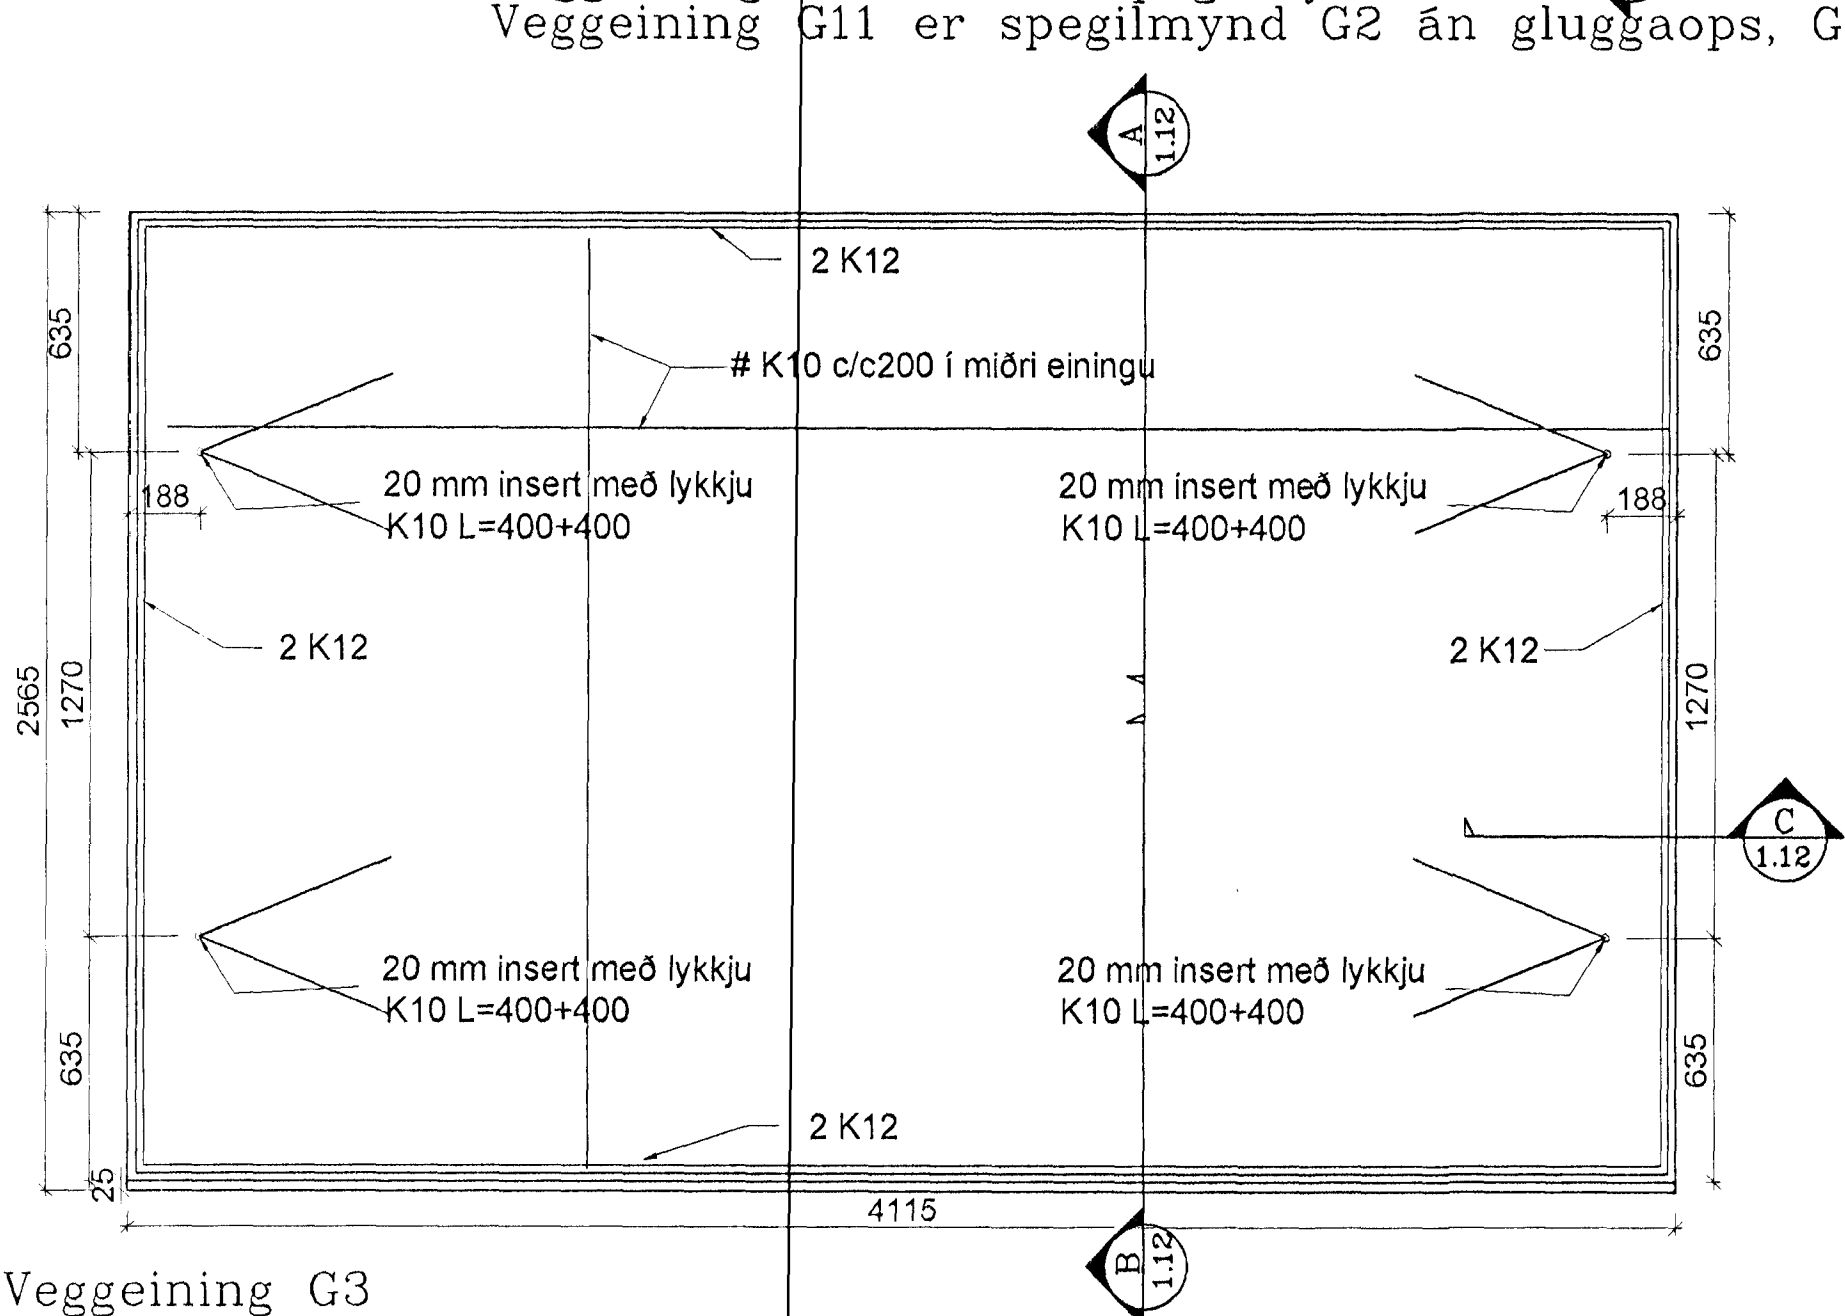 Veggeining G11 er spegilmynd G2 án gluggaops, G
A
1.12
2 K12
635
635
# K10 c/c200 í miðri einingu
20 mm insert með lykkju
K10 L=400+400
20 mm insert með lykkju
K10 L=400+400
188
188
2 K12
2 K12
2565
1270
1270
C
1.12
20 mm insert með lykkju
K10 L=400+400
20 mm insert með lykkju
K10 L=400+400
635
635
2 K12
25
4115
B
1.12
Veggeining G3